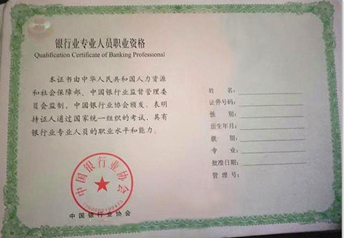 银行业专业人员职业资格
Qualification Certificate of Banking Professional
本证书由中华人民共和国人力资源
和社会保障部、中国银行业监督管理委
员会监制，中国银行业协会颁发，表明
持证人通过国家统一组织的考试，具有
银行业专业人员的职业水平和能力。
中国银行业协会
中国银行业协会
姓名：
证件号码：
性别：
出生年月：
级别：
专业：
批准日期：
管理号：